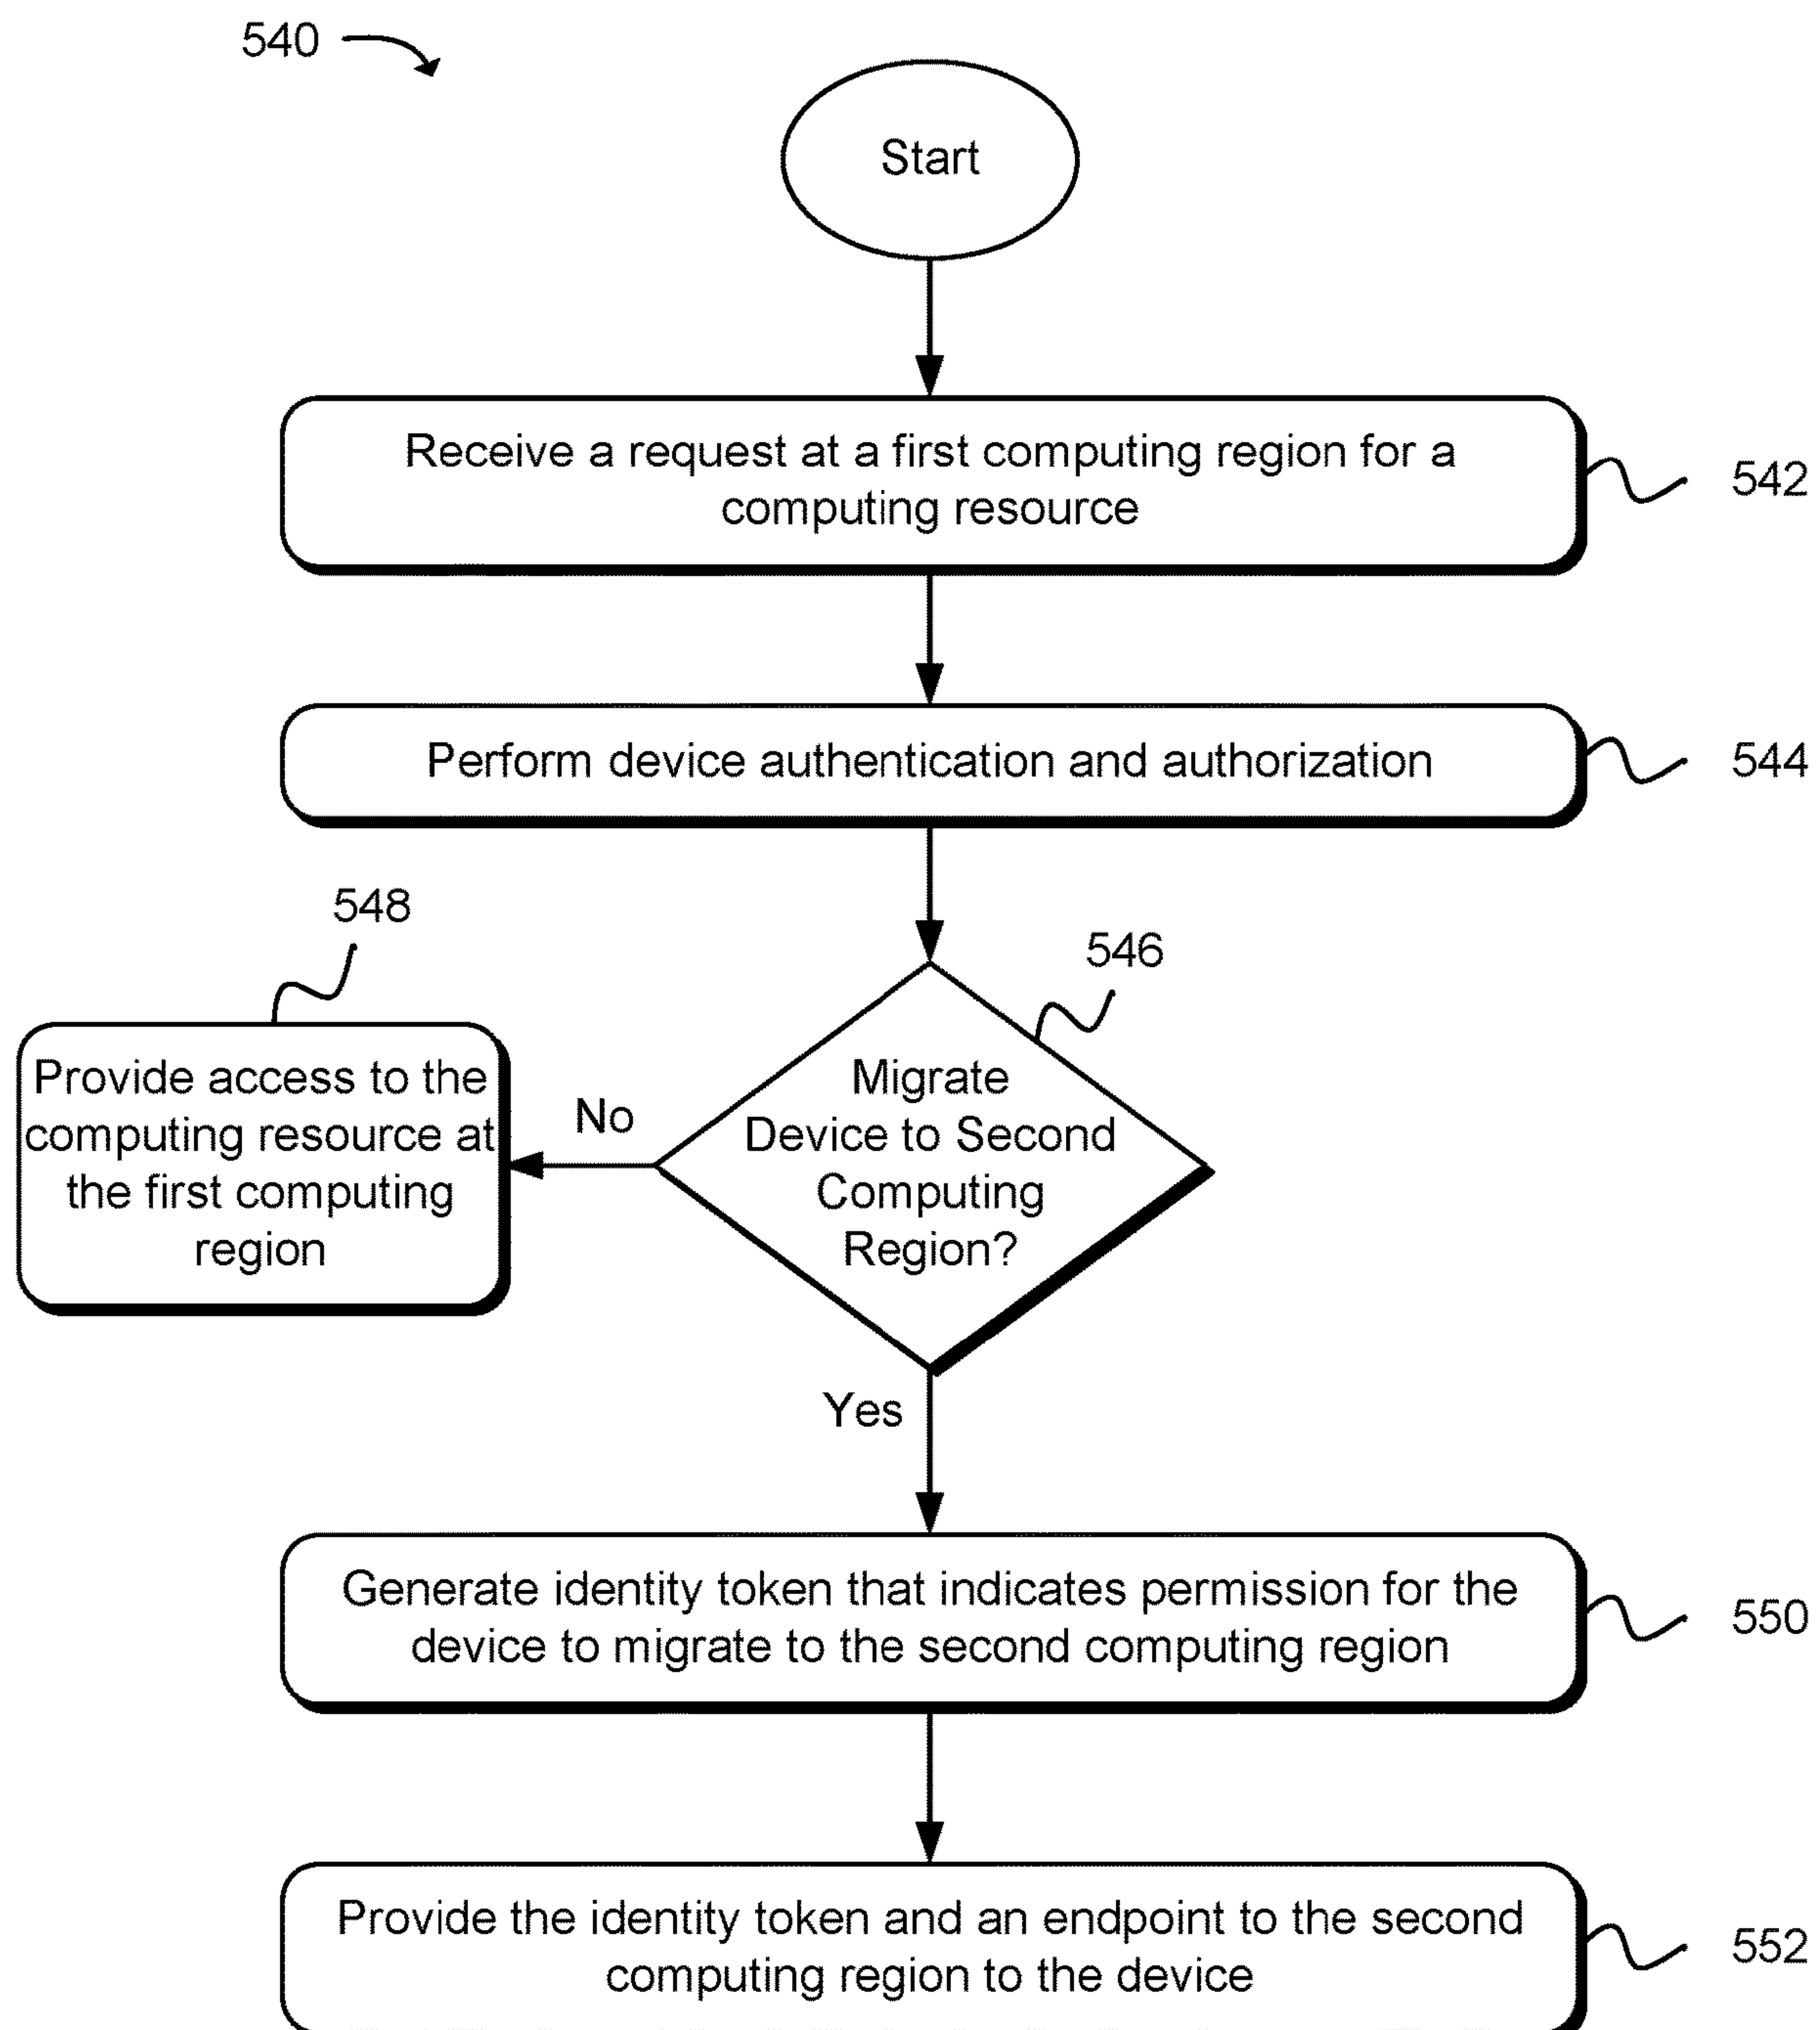 540
Start
Receive a request at a first computing region for a
computing resource
542
Perform device authentication and authorization
544
548
546
Provide access to the
computing resource at
the first computing
region
No
Migrate
Device to Second
Computing
Region?
Yes
Generate identity token that indicates permission for the
device to migrate to the second computing region
550
Provide the identity token and an endpoint to the second
computing region to the device
552